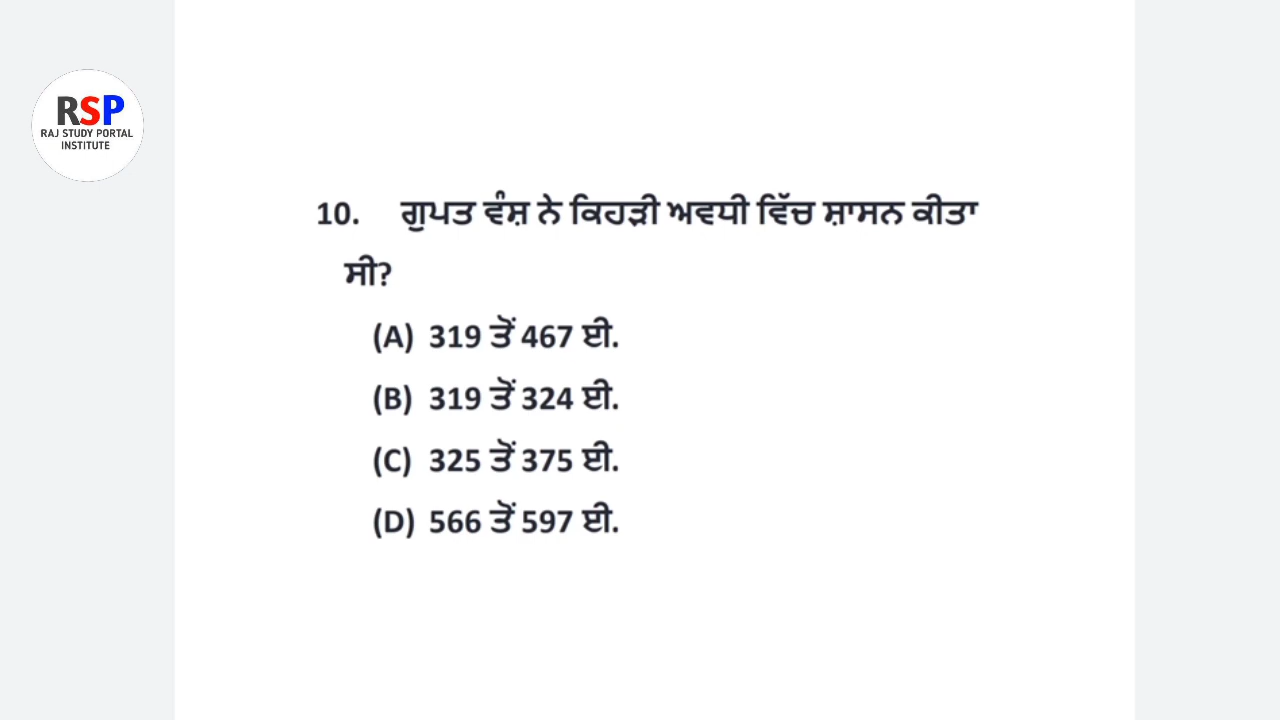 RSP
RAJ STUDY PORTAL
INSTITUTE
10. ਗੁਪਤ ਵੰਸ਼ ਨੇ ਕਿਹੜੀ ਅਵਧੀ ਵਿੱਚ ਸ਼ਾਸਨ ਕੀਤਾ
ਸੀ?
(A) 319 ਤੋਂ 467 ਈ.
(B) 319 ਤੋਂ 324 ਈ.
(C) 325 ਤੋਂ 375 ਈ.
(D) 566 ਤੋਂ 597 ਈ.